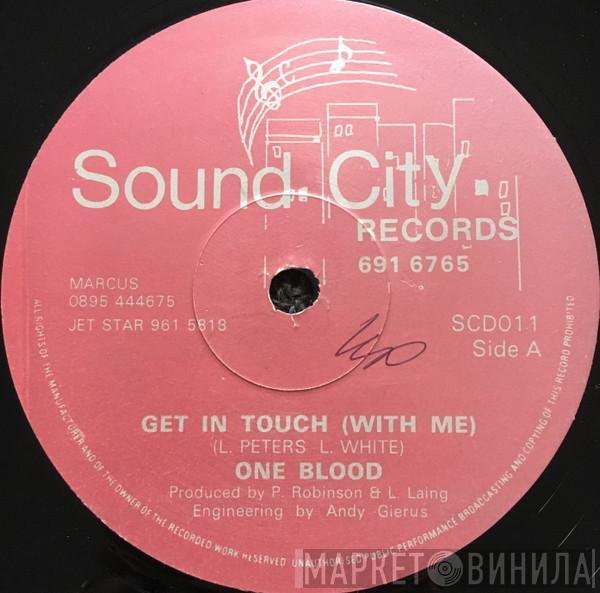 Sound City.
RECORDS
691 6765
MARCUS
0895 444675
JET STAR 961 5818
SCD011
Side A
GET IN TOUCH (WITH ME)
(L. PETERS L. WHITE)
ONE BLOOD
Produced by P. Robinson & L. Laing
Engineering by Andy Gierus
ALL RIGHTS OF THE MANUFACTURER AND OF THE OWNER OF THE RECORDED WORK RESERVED UNAUTHORISED PUBLIC PERFORMANCE BROADCASTING AND COPYING OF THIS RECORD PROHIBITED
МАРКЕТ ВИНИЛА